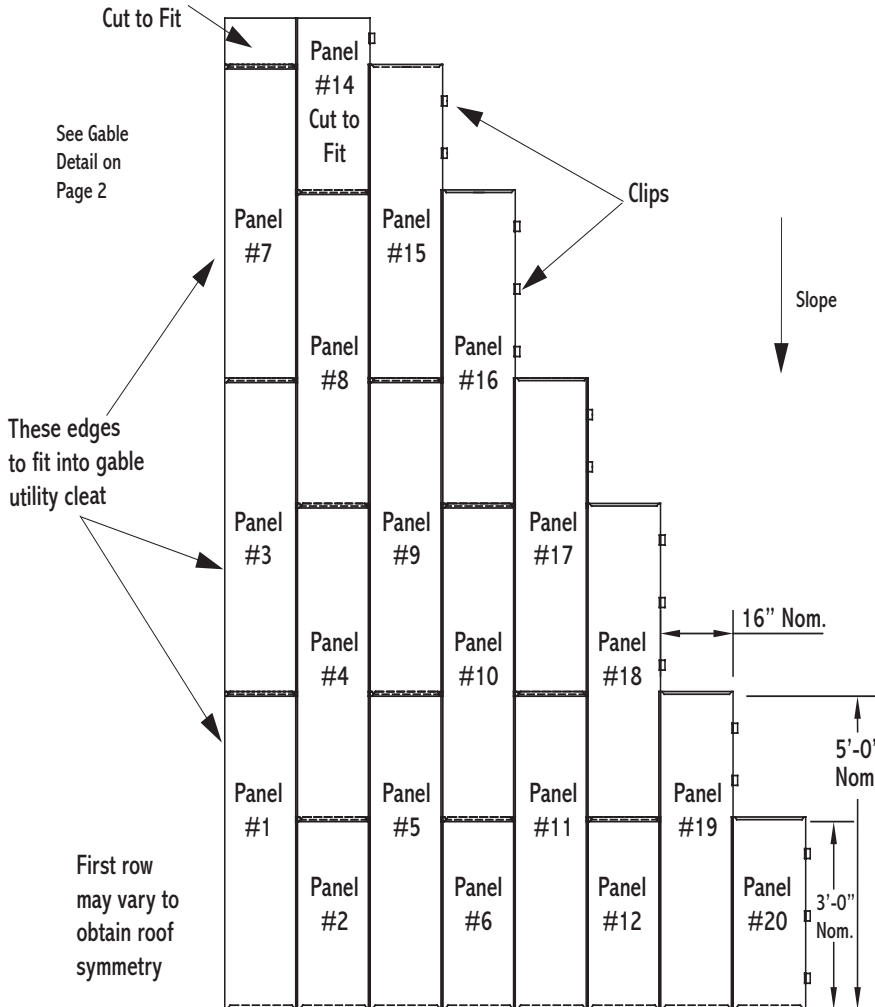 Cut to Fit
Panel
#14
Cut to
Fit
See Gable
Detail on
Page 2
Clips
Panel
#7
Panel
#15
Slope
Panel
#8
Panel
#16
These edges
to fit into gable
utility cleat
Panel
#3
Panel
#9
Panel
#17
16” Nom.
Panel
#4
Panel
#10
Panel
#18
5’-0”
Nom.
Panel
#1
Panel
#5
Panel
#11
Panel
#19
First row
may vary to
obtain roof
symmetry
Panel
#2
Panel
#6
Panel
#12
Panel
#20
3’-0”
Nom.